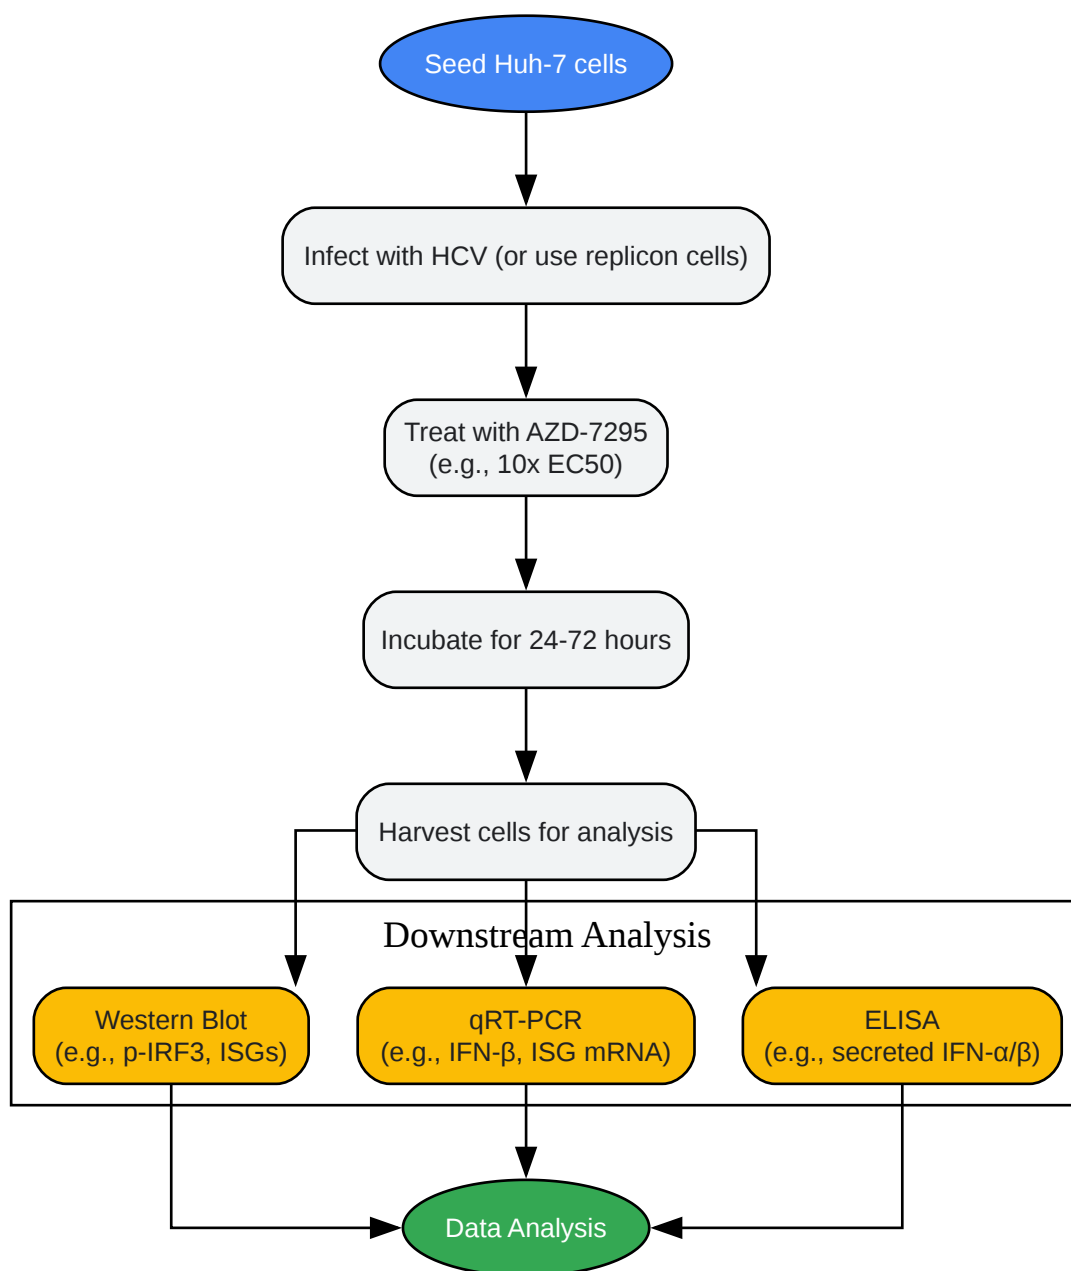 Seed Huh-7 cells
Infect with HCV (or use replicon cells)
Treat with AZD-7295
(e.g., 10x EC50)
Incubate for 24-72 hours
Harvest cells for analysis
Downstream Analysis
Western Blot
(e.g., p-IRF3, ISGs)
qRT-PCR
(e.g., IFN-β, ISG mRNA)
ELISA
(e.g., secreted IFN-α/β)
Data Analysis